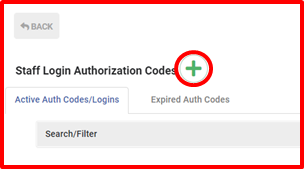 BACK
Staff Login Authorization Codes
Active Auth Codes/Logins Expired Auth Codes
Search/Filter